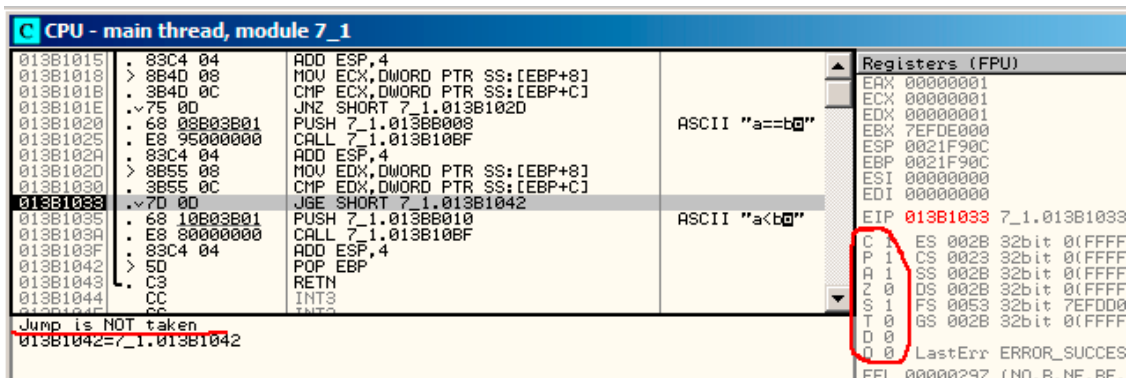 C CPU - main thread, module 7_1
013B1015 . 83C4 04 ADD ESP,4
013B1018 > 8B4D 08 MOV ECX,DWORD PTR SS:[EBP+8]
013B101B . 3B4D 0C CMP ECX,DWORD PTR SS:[EBP+C]
013B101E .v75 0D JNZ SHORT 7_1.013B102D
013B1020 . 68 08B03B01 PUSH 7_1.013BB008 ASCII "a==b◙"
013B1025 . E8 95000000 CALL 7_1.013B10BF
013B102A . 83C4 04 ADD ESP,4
013B102D > 8B55 08 MOV EDX,DWORD PTR SS:[EBP+8]
013B1030 . 3B55 0C CMP EDX,DWORD PTR SS:[EBP+C]
013B1033 .v7D 0D JGE SHORT 7_1.013B1042
013B1035 . 68 10B03B01 PUSH 7_1.013BB010 ASCII "a<b◙"
013B103A . E8 80000000 CALL 7_1.013B10BF
013B103F . 83C4 04 ADD ESP,4
013B1042 > 5D POP EBP
013B1043 . C3 RETN
013B1044 CC INT3
Jump is NOT taken
013B1042=7_1.013B1042
Registers (FPU)
EAX 00000001
ECX 00000001
EDX 00000001
EBX 7EFDE000
ESP 0021F90C
EBP 0021F90C
ESI 00000000
EDI 00000000
EIP 013B1033 7_1.013B1033
C 1 ES 002B 32bit 0(FFFF
P 1 CS 0023 32bit 0(FFFF
A 1 SS 002B 32bit 0(FFFF
Z 0 DS 002B 32bit 0(FFFF
S 1 FS 0053 32bit 7EFDD0
T 0 GS 002B 32bit 0(FFFF
D 0
O 0 LastErr ERROR_SUCCES
EFL 00000297 (NO,B,NE,BE,